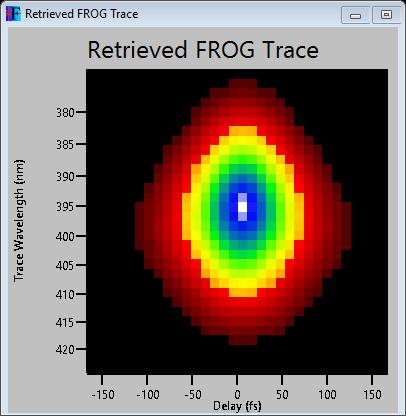 Retrieved FROG Trace
Retrieved FROG Trace
Trace Wavelength (nm)
380
385
390
395
400
405
410
415
420
-150 -100 -50 0 50 100 150
Delay (fs)